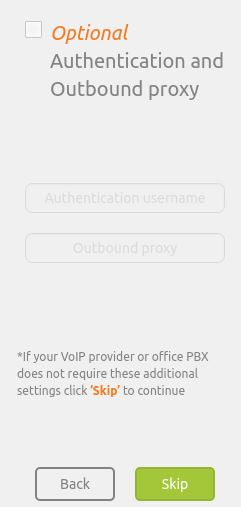 Optional
Authentication and
Outbound proxy
Authentication username
Outbound proxy
*If your VoIP provider or office PBX
does not require these additional
settings click ‘Skip’ to continue
Back
Skip